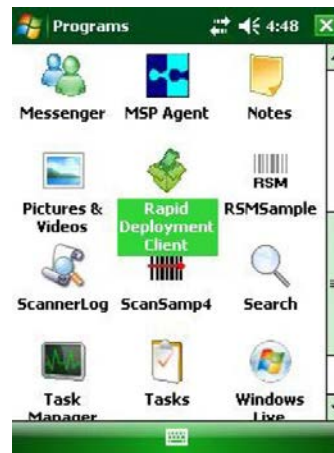 Programs 4:48
Messenger MSP Agent Notes
RSM
Pictures & Rapid RSMSample
Videos Deployment
Client
ScannerLog ScanSamp4 Search
Task Tasks Windows
Manager Live